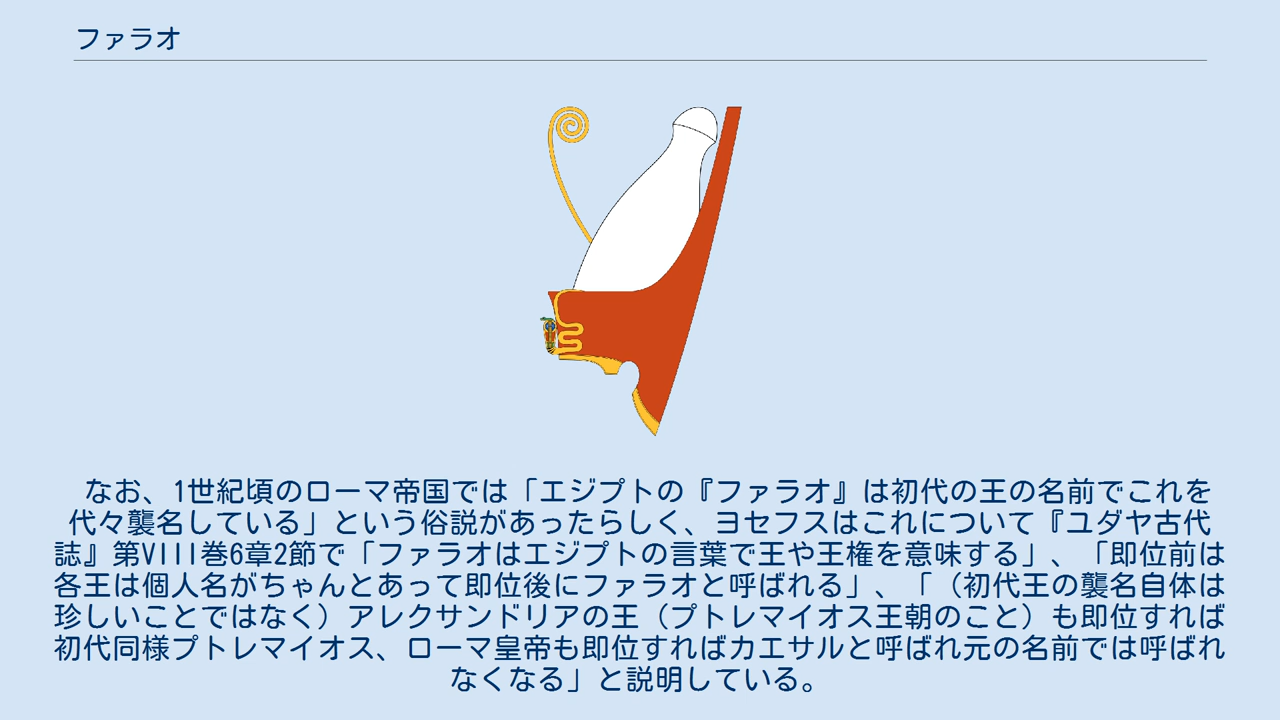 ファラオ
なお、1世紀頃のローマ帝国では「エジプトの『ファラオ』は初代の王の名前でこれを
代々襲名している」という俗説があったらしく、ヨセフスはこれについて『ユダヤ古代
誌』第VIII巻6章2節で「ファラオはエジプトの言葉で王や王権を意味する」、「即位前は
各王は個人名がちゃんとあって即位後にファラオと呼ばれる」、「（初代王の襲名自体は
珍しいことではなく）アレクサンドリアの王（プトレマイオス王朝のこと）も即位すれば
初代同様プトレマイオス、ローマ皇帝も即位すればカエサルと呼ばれ元の名前では呼ばれ
なくなる」と説明している。